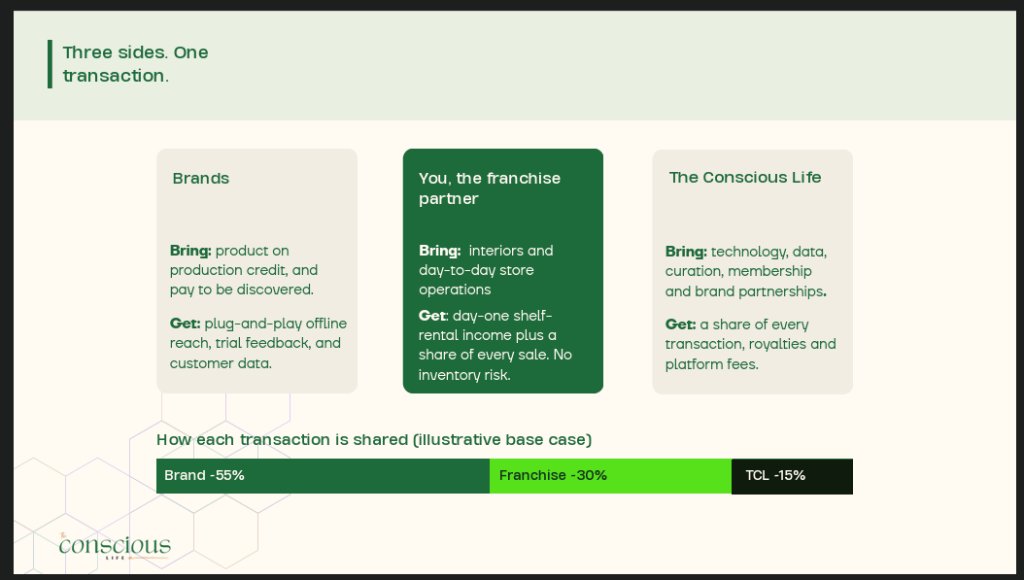 Three sides. One
transaction.
Brands
Bring: product on
production credit, and
pay to be discovered.
Get: plug-and-play offline
reach, trial feedback, and
customer data.
You, the franchise
partner
Bring:  interiors and
day-to-day store
operations
Get: day-one shelf-
rental income plus a
share of every sale. No
inventory risk.
The Conscious Life
Bring: technology, data,
curation, membership
and brand partnerships.
Get: a share of every
transaction, royalties and
platform fees.
How each transaction is shared (illustrative base case)
Brand -55%
Franchise -30%
TCL -15%
The
conscious
LIFE